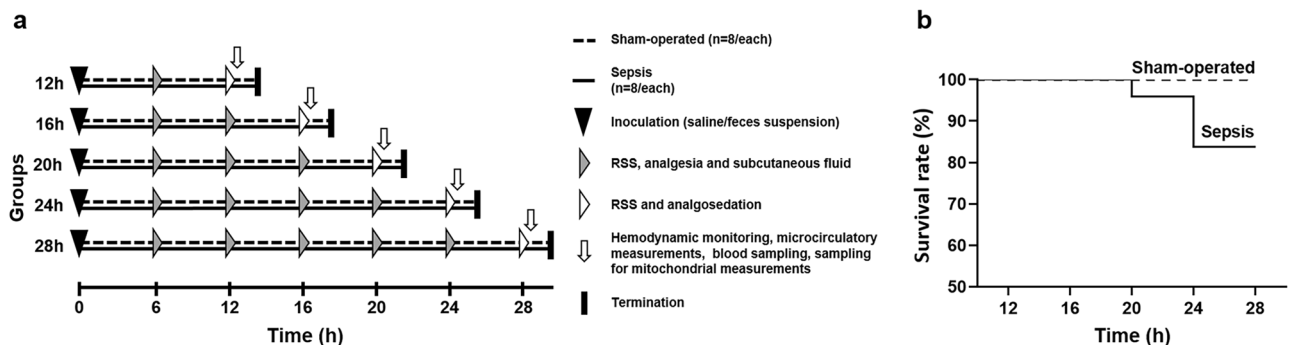 a
Groups
12h
16h
20h
24h
28h
0 6 12 16 20 24 28
Time (h)
Sham-operated (n=8/each)
Sepsis
(n=8/each)
Inoculation (saline/feces suspension)
RSS, analgesia and subcutaneous fluid
RSS and analgosedation
Hemodynamic monitoring, microcirculatory
measurements, blood sampling, sampling
for mitochondrial measurements
Termination
b
Survival rate (%)
100
90
80
70
60
50
Sham-operated
Sepsis
12 16 20 24 28
Time (h)